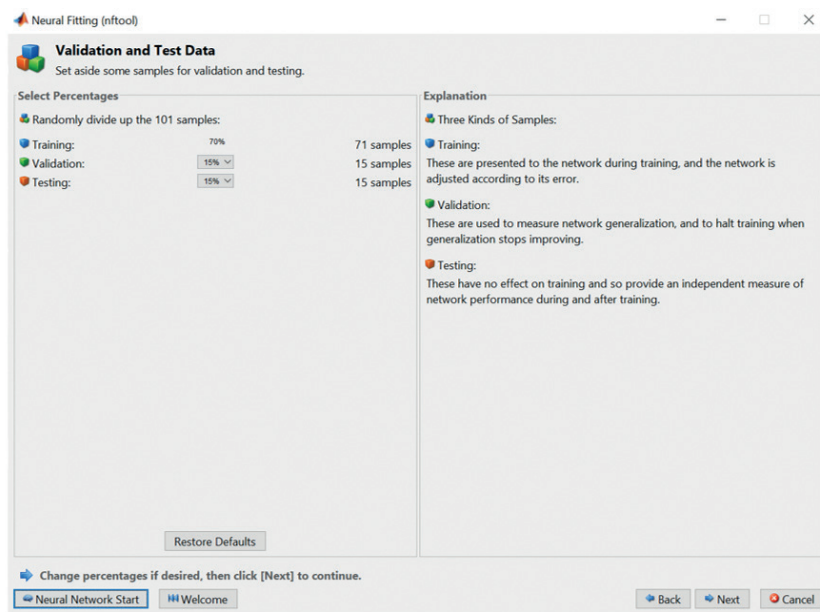 Neural Fitting (nftool)
Validation and Test Data
Set aside some samples for validation and testing.
Select Percentages
Randomly divide up the 101 samples:
Training: 70% 71 samples
Validation: 15% 15 samples
Testing: 15% 15 samples
Restore Defaults
Explanation
Three Kinds of Samples:
Training:
These are presented to the network during training, and the network is
adjusted according to its error.
Validation:
These are used to measure network generalization, and to halt training when
generalization stops improving.
Testing:
These have no effect on training and so provide an independent measure of
network performance during and after training.
Change percentages if desired, then click [Next] to continue.
Neural Network Start Welcome Back Next Cancel